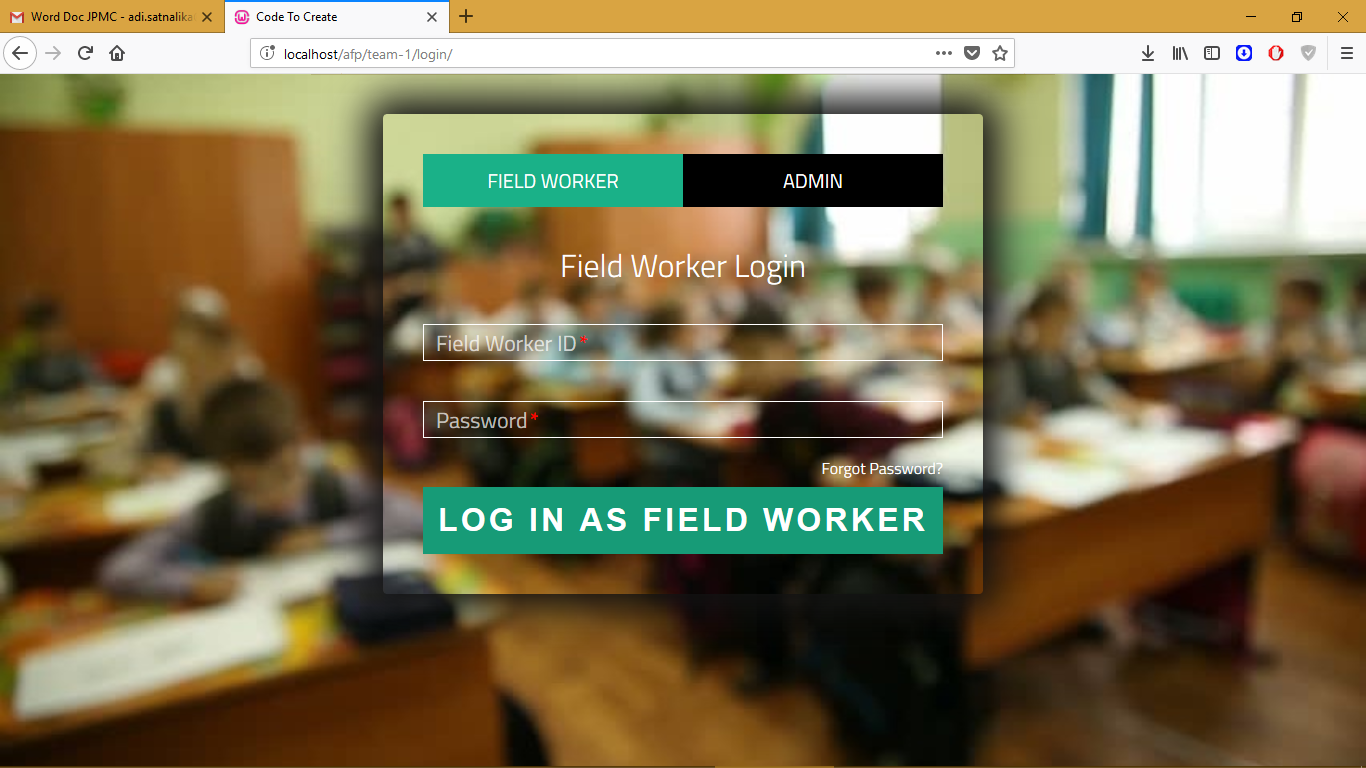 Word Doc JPMC - adi.satnalika
Code To Create
localhost/afp/team-1/login/
FIELD WORKER
ADMIN
Field Worker Login
Field Worker ID*
Password*
Forgot Password?
LOG IN AS FIELD WORKER